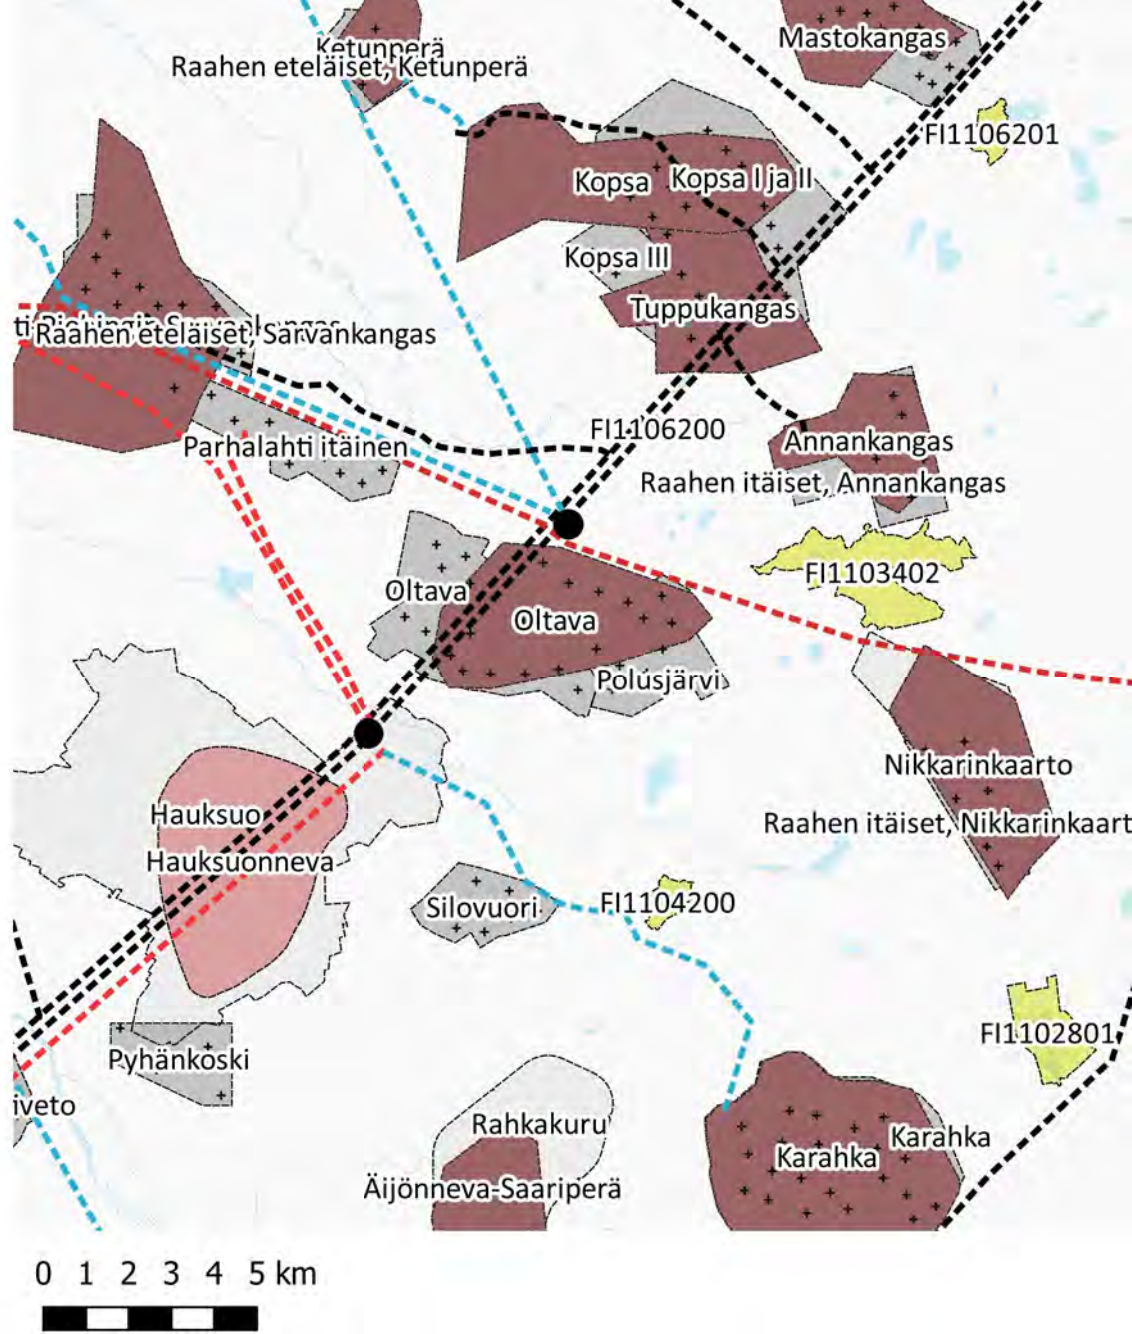 Mastokangas
Ketunperä
Raahen eteläiset, Ketunperä
FI1106201
Kopsa
Kopsa I ja II
Kopsa III
Tuppukangas
Raahen eteläiset, Sarvankangas
FI1106200
Parhalahti itäinen
Annankangas
Raahen itäiset, Annankangas
FI1103402
Oltava
Oltava
Polusjärvi
Nikkarinkaarto
Hauksuo
Raahen itäiset, Nikkarinkaart
Hauksuonneva
Silovuori
FI1104200
FI1102801
Pyhänkoski
iveto
Rahkakuru
Karahka
Karahka
Äijönneva-Saariperä
0 1 2 3 4 5 km